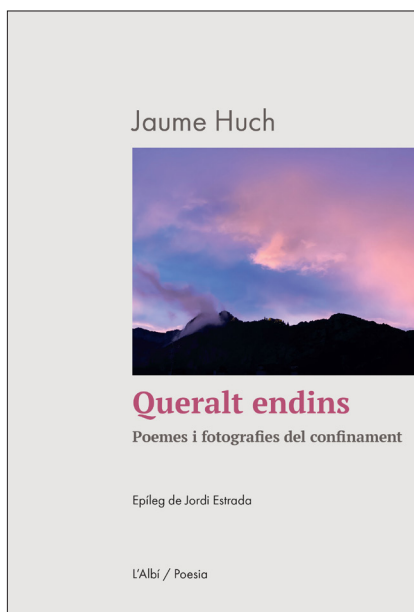 Jaume Huch
Queralt endins
Poemes i fotografies del confinament
Epíleg de Jordi Estrada
L'Albí / Poesia